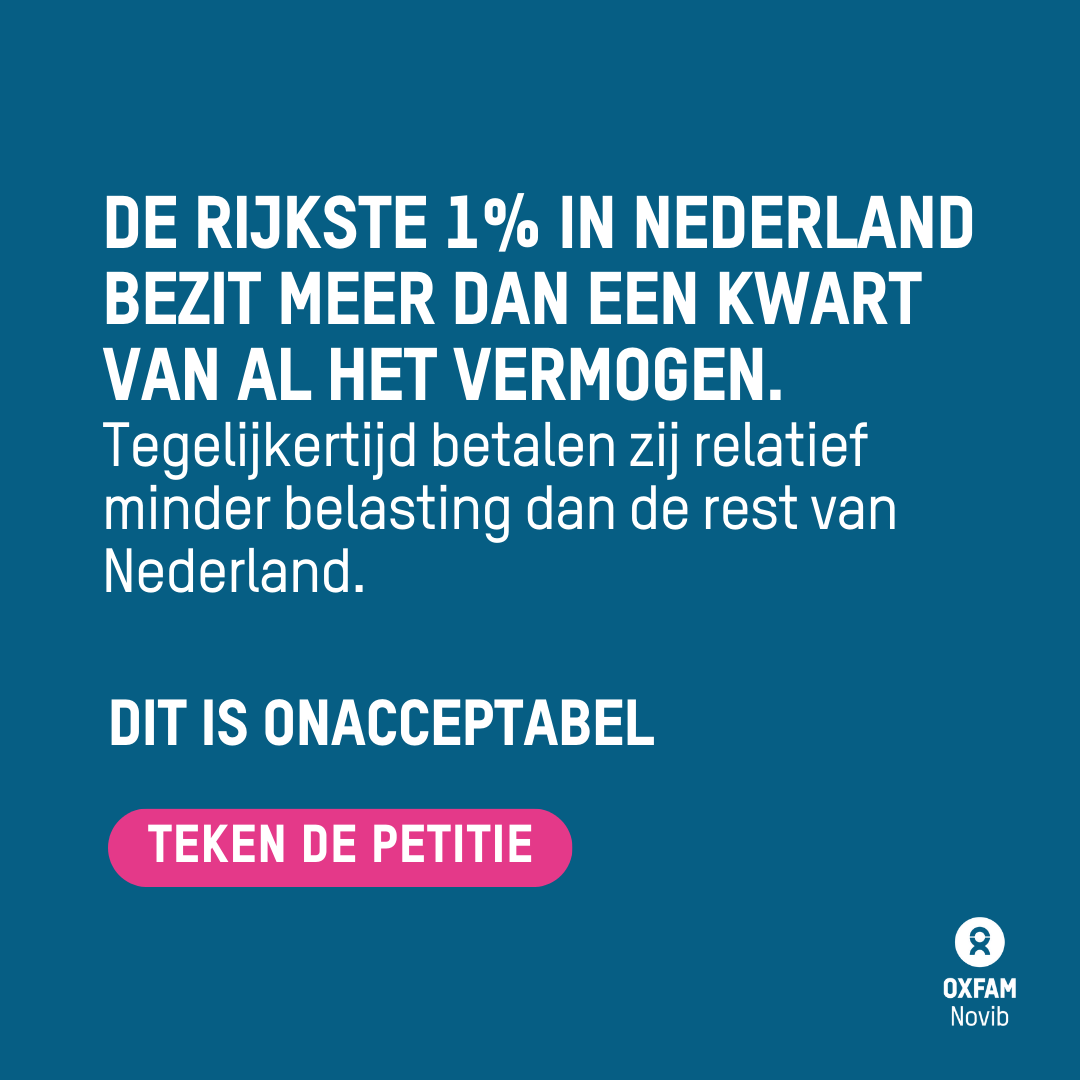 DE RIJKSTE 1% IN NEDERLAND
BEZIT MEER DAN EEN KWART
VAN AL HET VERMOGEN.
Tegelijkertijd betalen zij relatief
minder belasting dan de rest van
Nederland.
DIT IS ONACCEPTABEL
TEKEN DE PETITIE
OXFAM
Novib